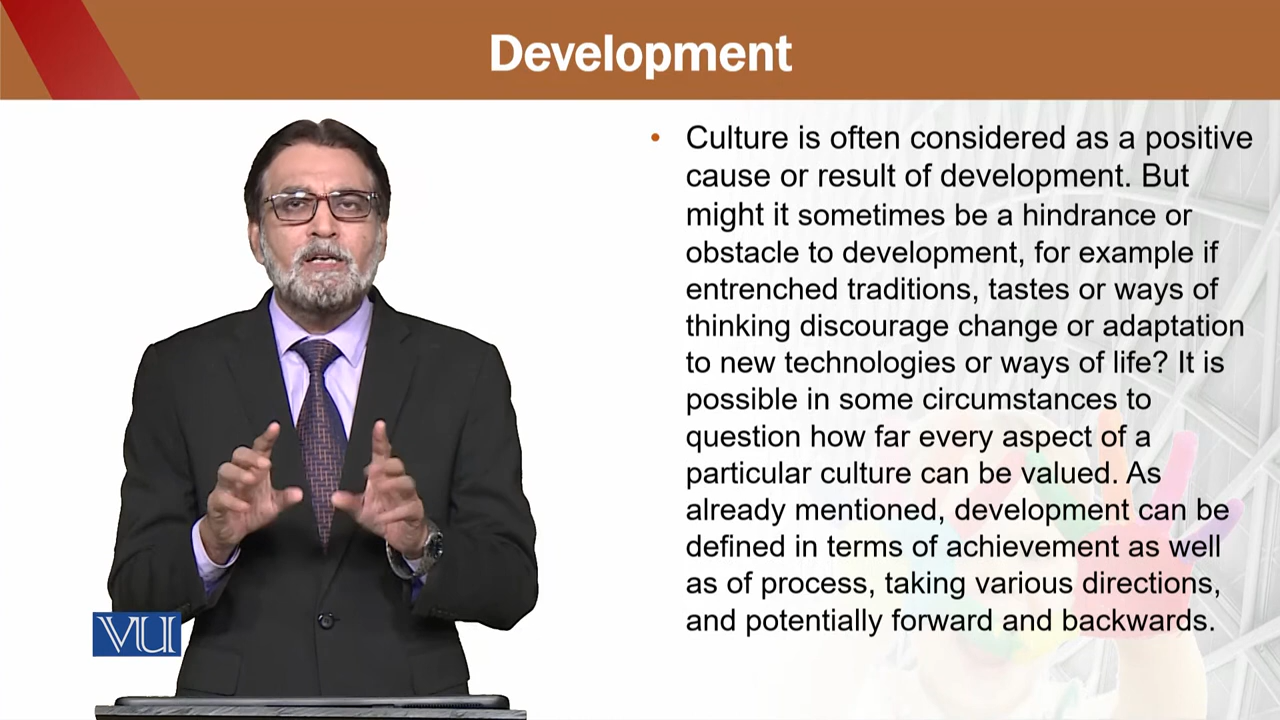 Development
• Culture is often considered as a positive
cause or result of development. But
might it sometimes be a hindrance or
obstacle to development, for example if
entrenched traditions, tastes or ways of
thinking discourage change or adaptation
to new technologies or ways of life? It is
possible in some circumstances to
question how far every aspect of a
particular culture can be valued. As
already mentioned, development can be
defined in terms of achievement as well
as of process, taking various directions,
and potentially forward and backwards.
VU